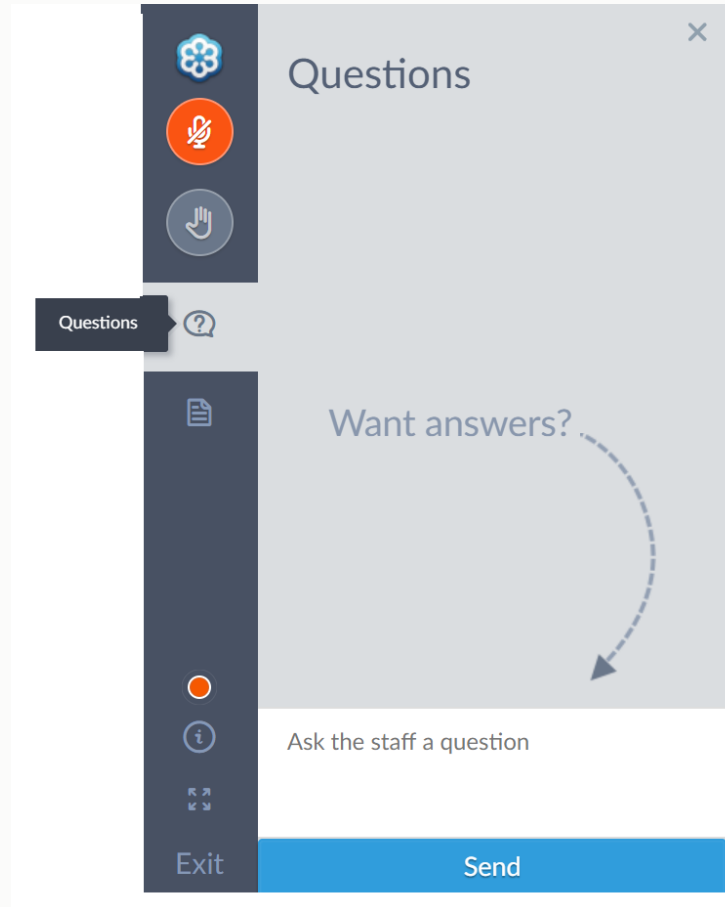 Questions
Questions
Want answers?
Ask the staff a question
Exit
Send